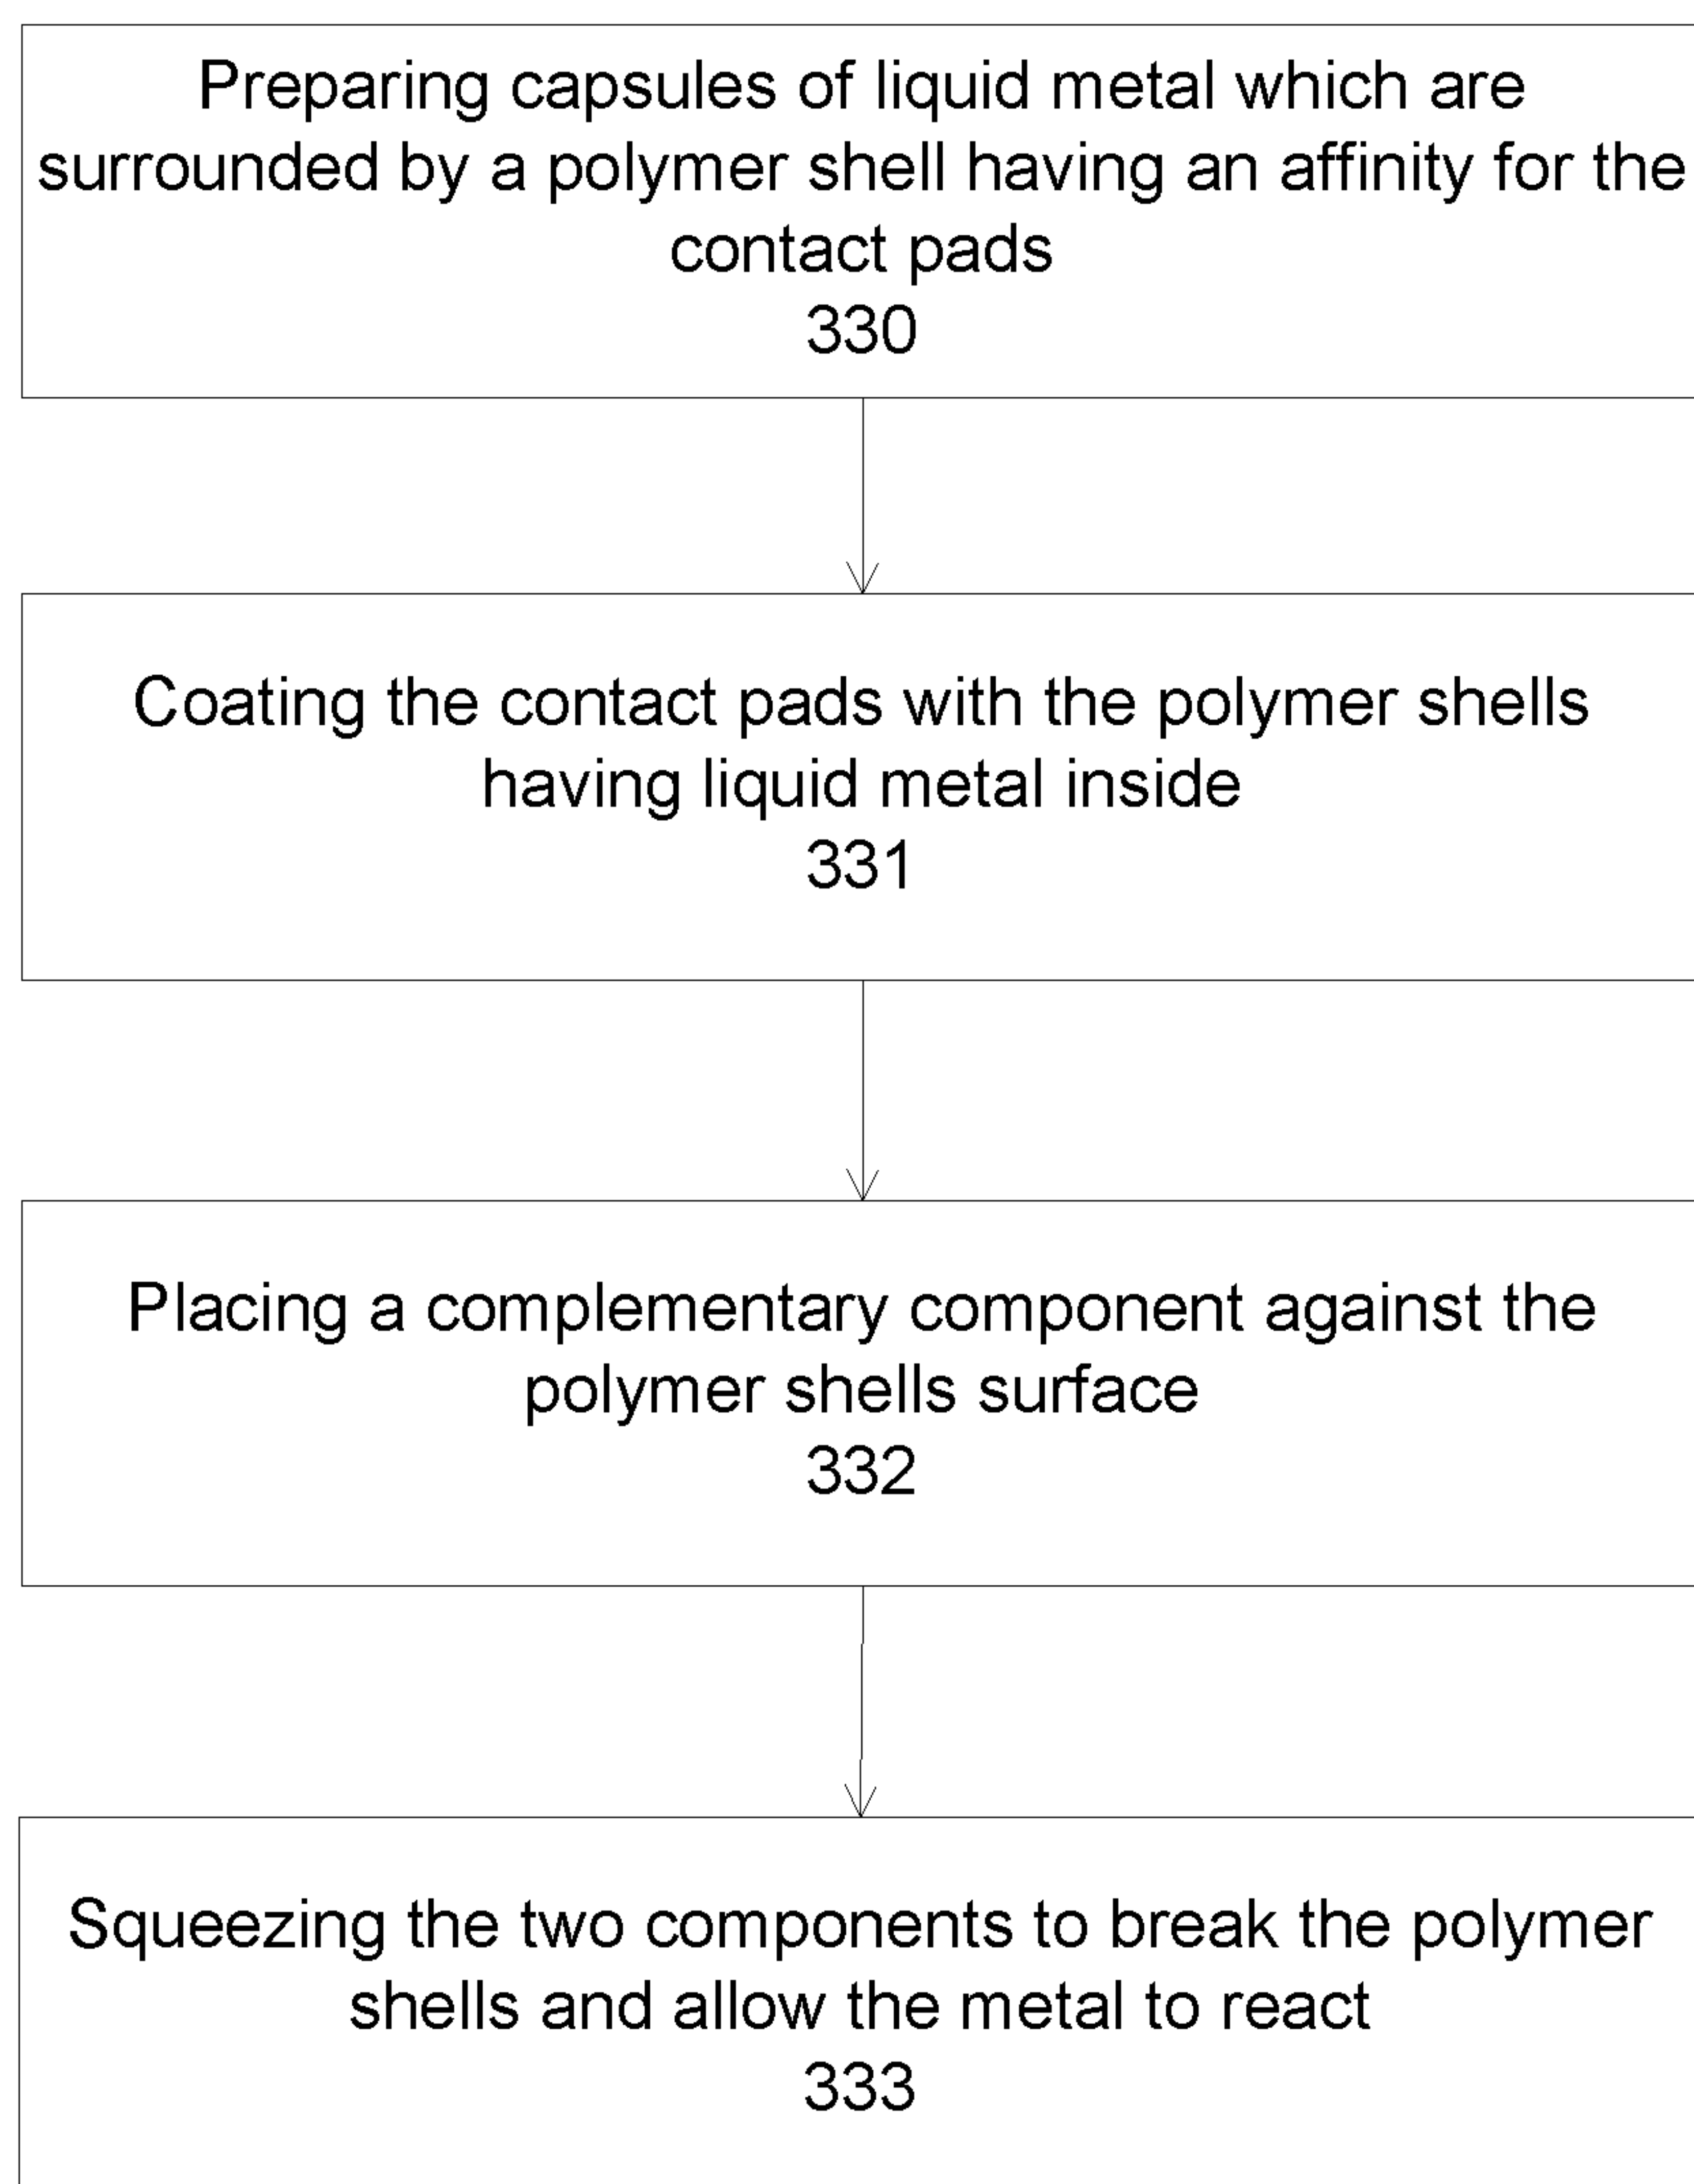 Preparing capsules of liquid metal which are
surrounded by a polymer shell having an affinity for the
contact pads
330
Coating the contact pads with the polymer shells
having liquid metal inside
331
Placing a complementary component against the
polymer shells surface
332
Squeezing the two components to break the polymer
shells and allow the metal to react
333